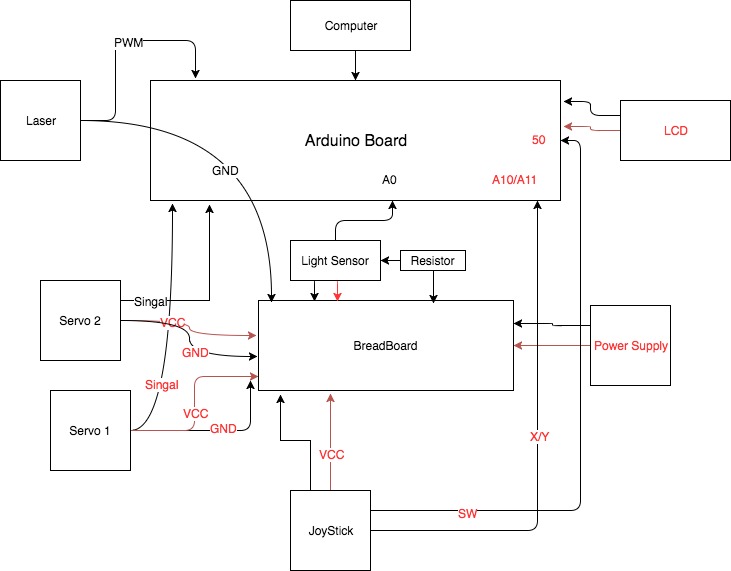 Computer
PWM
Laser
Arduino Board
50
LCD
GND
A0
A10/A11
Light Sensor
Resistor
Singal
Servo 2
VCC
GND
BreadBoard
Power Supply
Singal
VCC
Servo 1
GND
X/Y
VCC
SW
JoyStick